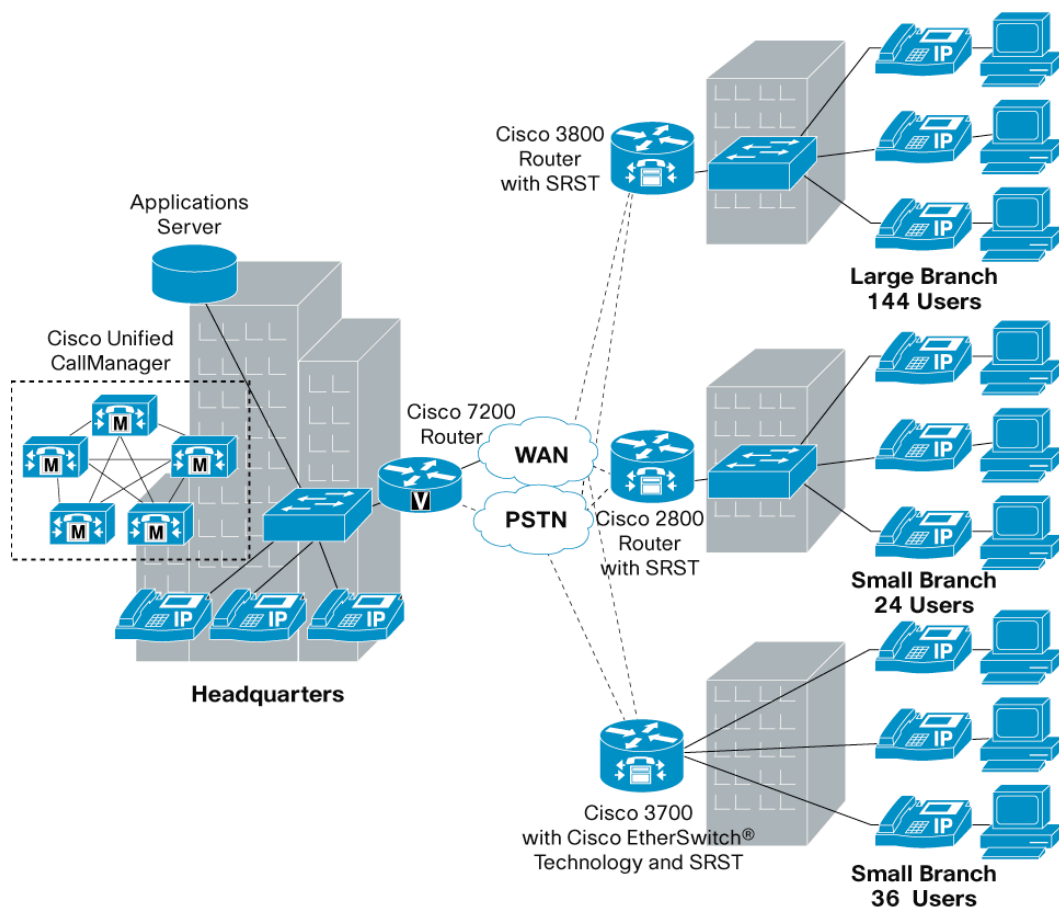 Applications
Server
Cisco Unified
CallManager
M
M
M
M
M
Cisco 7200
Router
V
IP
IP
IP
Headquarters
WAN
PSTN
Cisco 3800
Router
with SRST
IP
IP
IP
Large Branch
144 Users
Cisco 2800
Router
with SRST
IP
IP
IP
Small Branch
24 Users
Cisco 3700
with Cisco EtherSwitch®
Technology and SRST
IP
IP
IP
Small Branch
36 Users